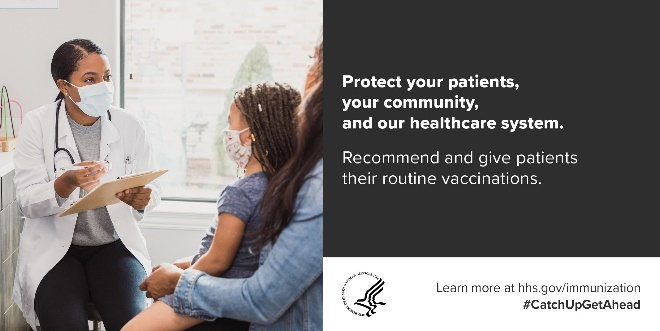 Protect your patients,
your community,
and our healthcare system.
Recommend and give patients
their routine vaccinations.
Learn more at hhs.gov/immunization
#CatchUpGetAhead